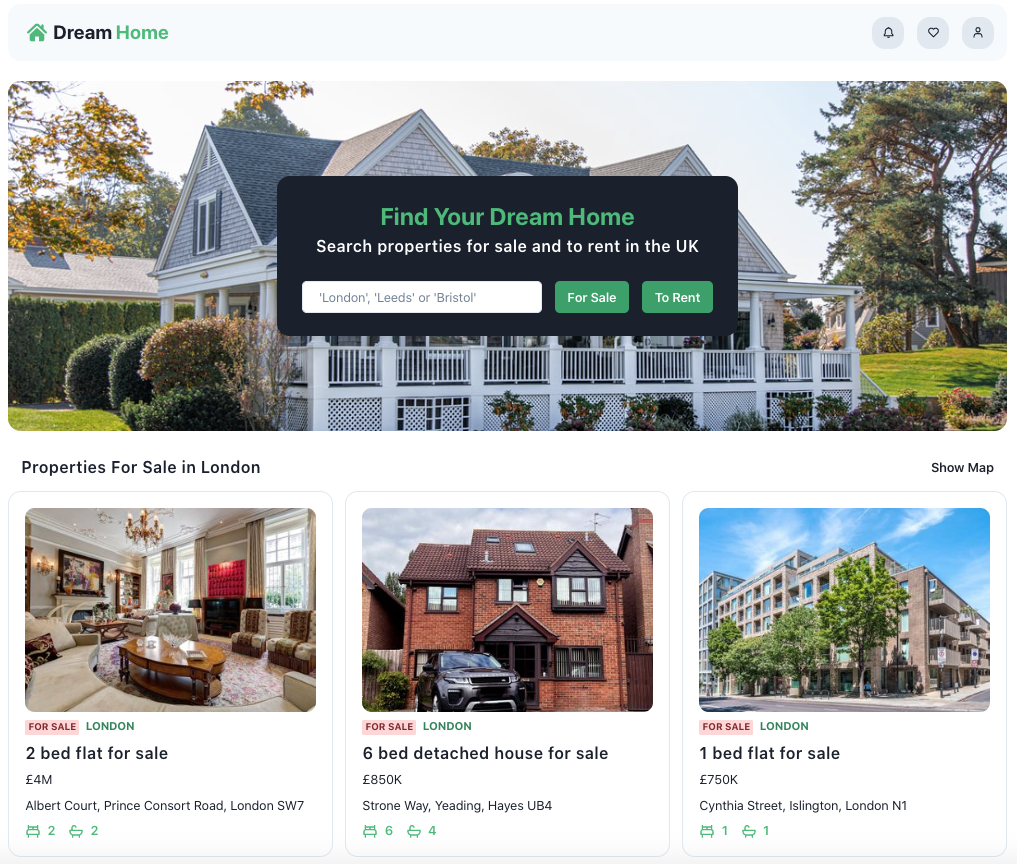 Dream Home
Find Your Dream Home
Search properties for sale and to rent in the UK
'London', 'Leeds' or 'Bristol'
For Sale
To Rent
Properties For Sale in London
Show Map
FOR SALE LONDON
2 bed flat for sale
£4M
Albert Court, Prince Consort Road, London SW7
2 2
FOR SALE LONDON
6 bed detached house for sale
£850K
Strone Way, Yeading, Hayes UB4
6 4
FOR SALE LONDON
1 bed flat for sale
£750K
Cynthia Street, Islington, London N1
1 1